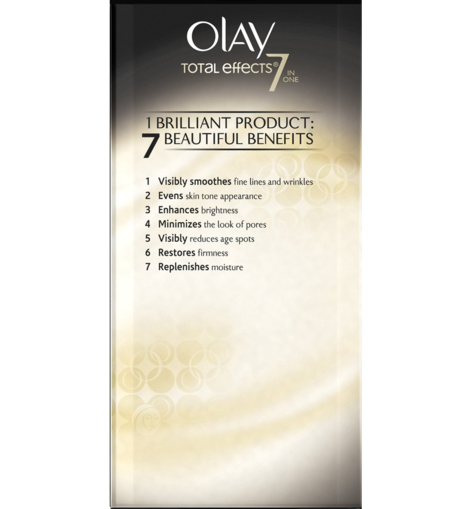 OLAY
TOTAL EFFECTS® 7 IN ONE
1 BRILLIANT PRODUCT:
7 BEAUTIFUL BENEFITS
1 Visibly smoothes fine lines and wrinkles
2 Evens skin tone appearance
3 Enhances brightness
4 Minimizes the look of pores
5 Visibly reduces age spots
6 Restores firmness
7 Replenishes moisture